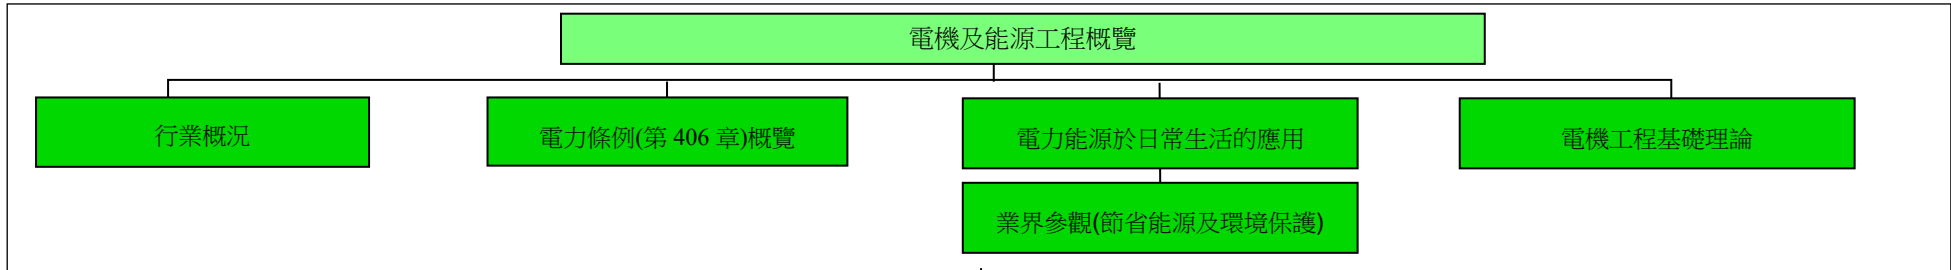 電機及能源工程概覽
行業概況
電力條例(第 406 章)概覽
電力能源於日常生活的應用
電機工程基礎理論
業界參觀(節省能源及環境保護)